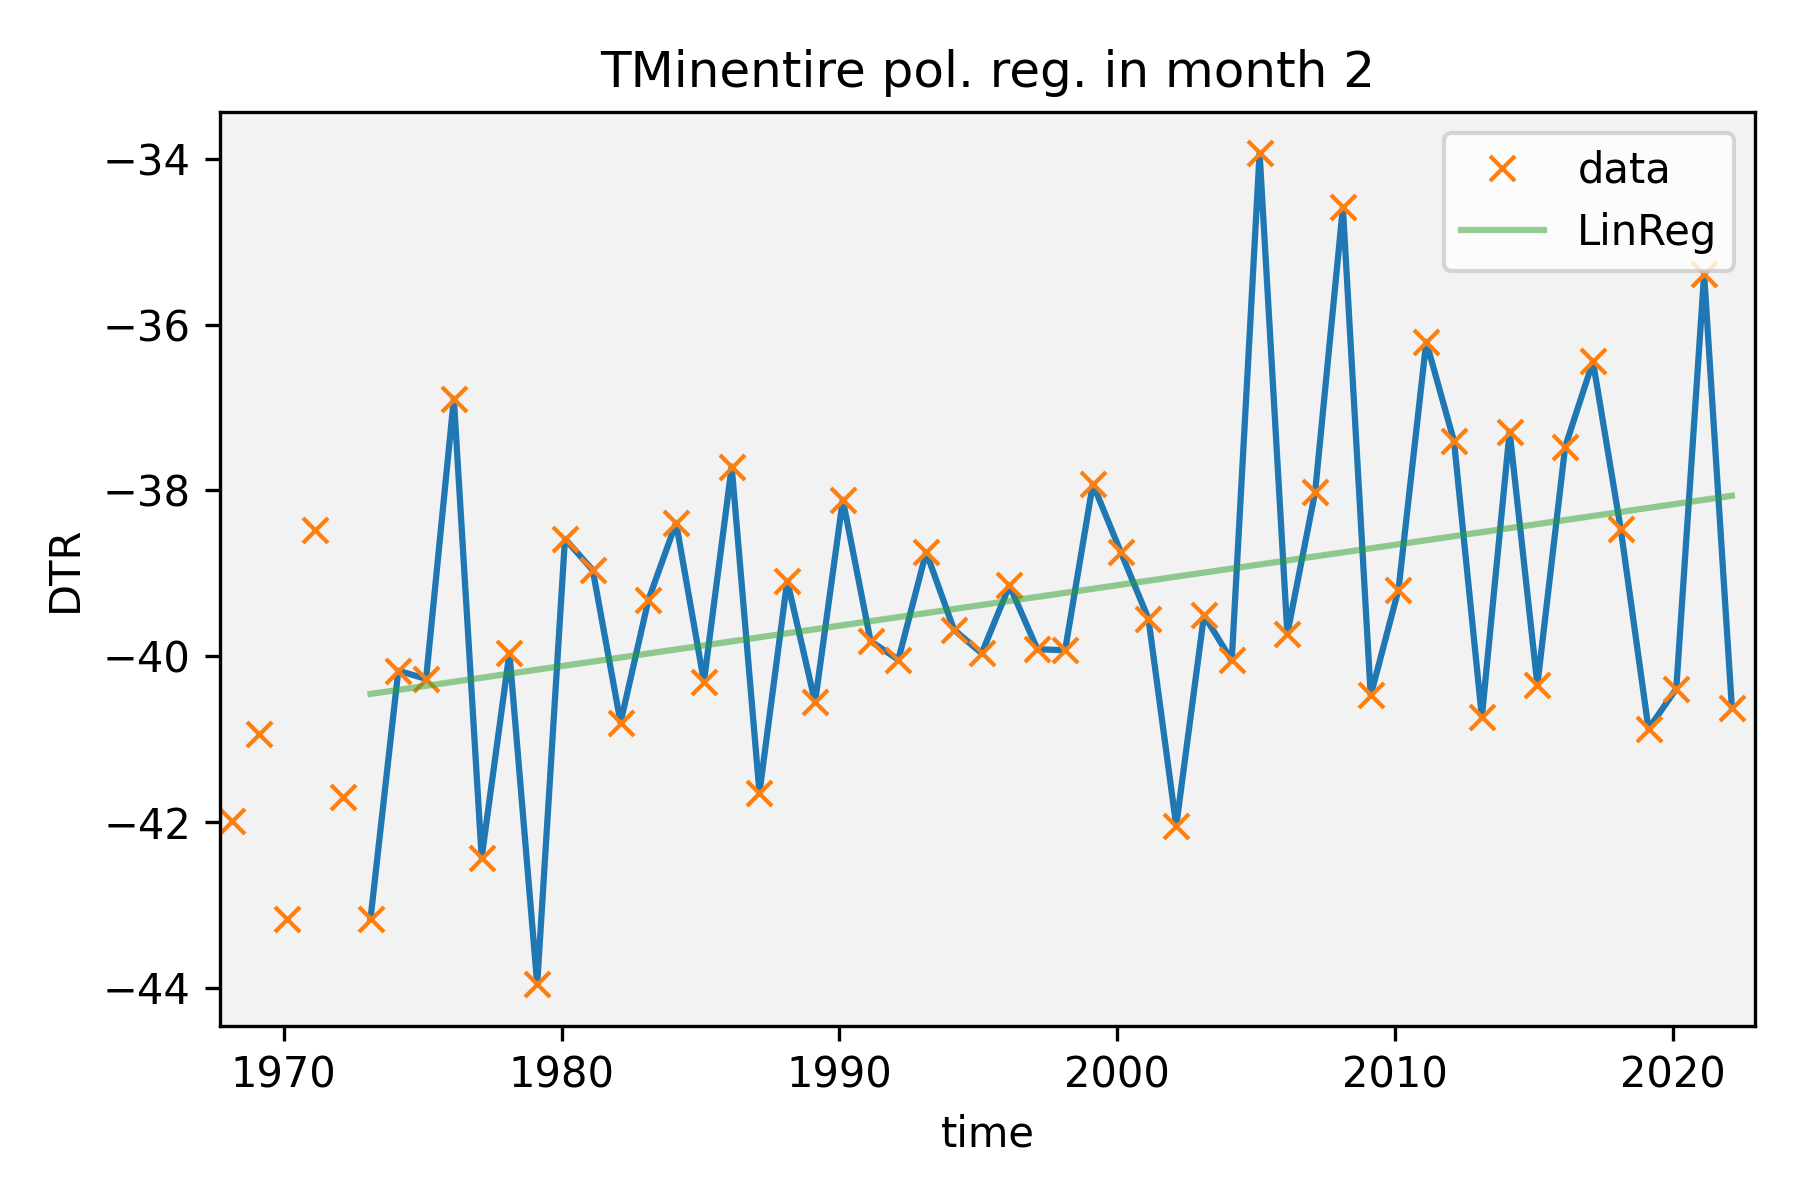 TMinentire pol. reg. in month 2
data
LinReg
−34
−36
−38
−40
−42
−44
DTR
1970 1980 1990 2000 2010 2020
time